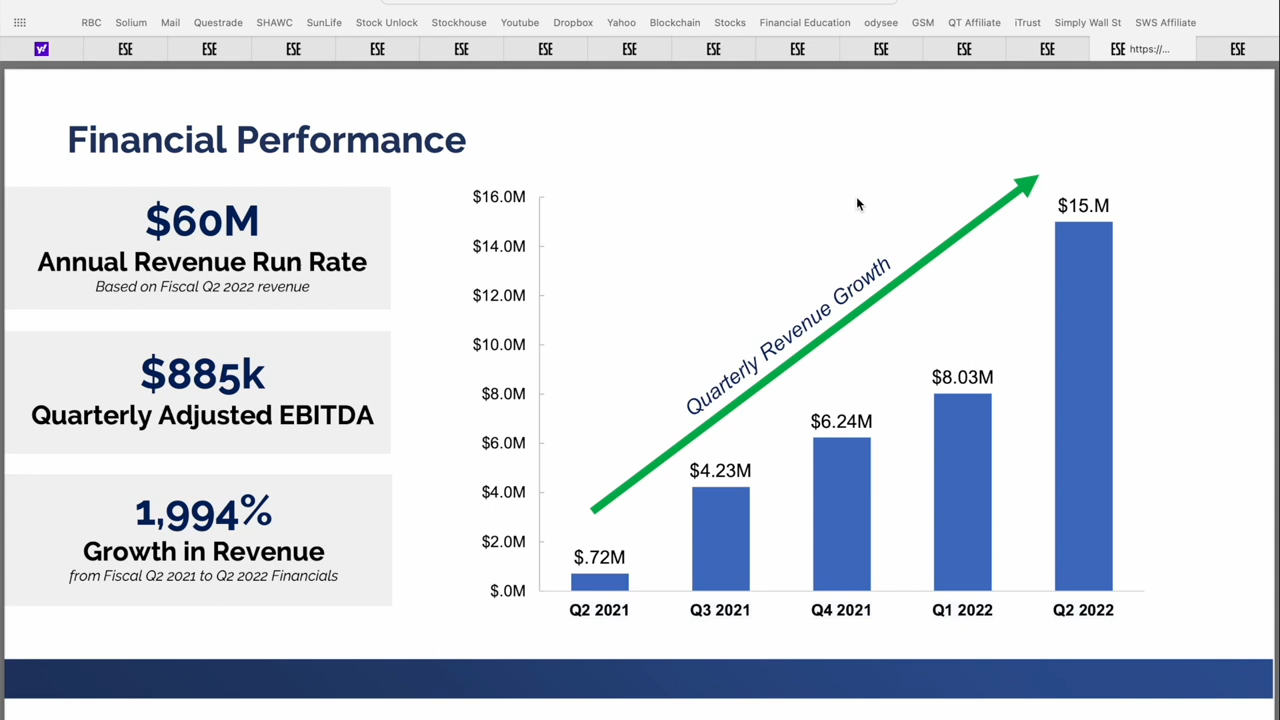 RBC Solium Mail Questrade SHAWC SunLife Stock Unlock Stockhouse Youtube Dropbox Yahoo Blockchain Stocks Financial Education odysee GSM QT Affiliate iTrust Simply Wall St SWS Affiliate
y! ESE ESE ESE ESE ESE ESE ESE ESE ESE ESE ESE ESE ESE https://... ESE
Financial Performance
$60M
Annual Revenue Run Rate
Based on Fiscal Q2 2022 revenue
$885k
Quarterly Adjusted EBITDA
1,994%
Growth in Revenue
from Fiscal Q2 2021 to Q2 2022 Financials
$16.0M
$14.0M
$12.0M
$10.0M
$8.0M
$6.0M
$4.0M
$2.0M
$.0M
Quarterly Revenue Growth
$.72M
$4.23M
$6.24M
$8.03M
$15.M
Q2 2021 Q3 2021 Q4 2021 Q1 2022 Q2 2022